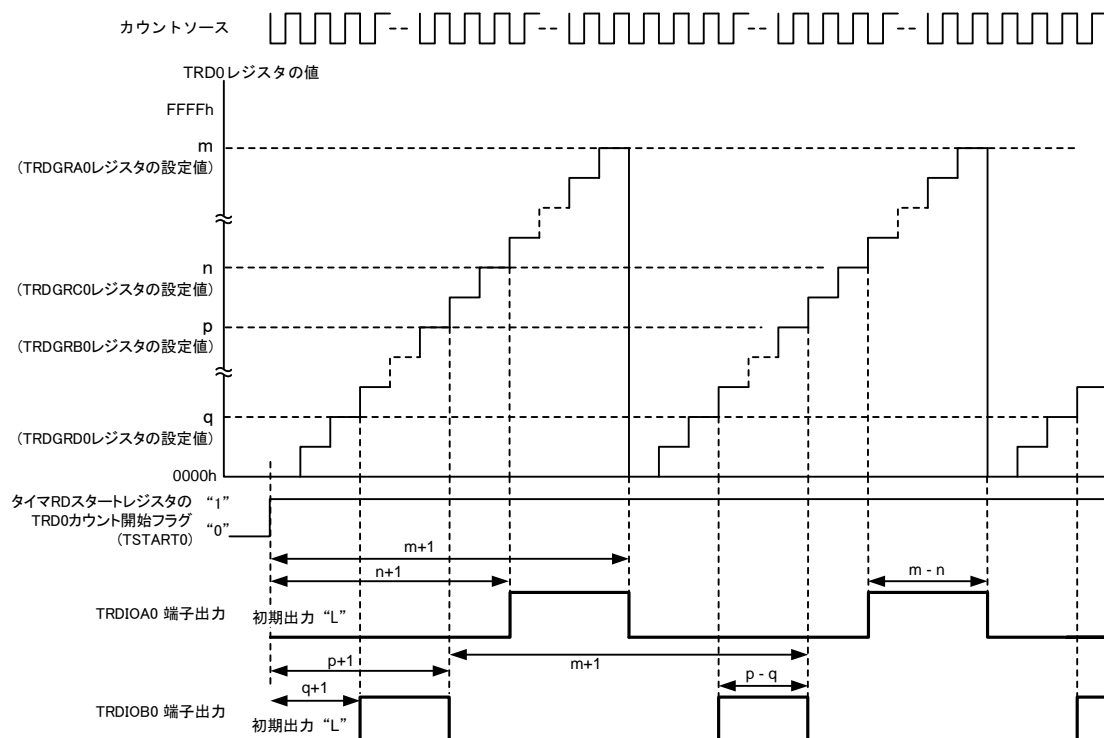 カウントソース
TRD0レジスタの値
FFFFh
m
(TRDGRA0レジスタの設定値)
n
(TRDGRC0レジスタの設定値)
p
(TRDGRB0レジスタの設定値)
q
(TRDGRD0レジスタの設定値)
0000h
タイマRDスタートレジスタの “1”
TRD0カウント開始フラグ
(TSTART0) “0”
m+1
n+1
m - n
TRDIOA0 端子出力 初期出力 “L”
p+1
m+1
q+1
p - q
TRDIOB0 端子出力 初期出力 “L”